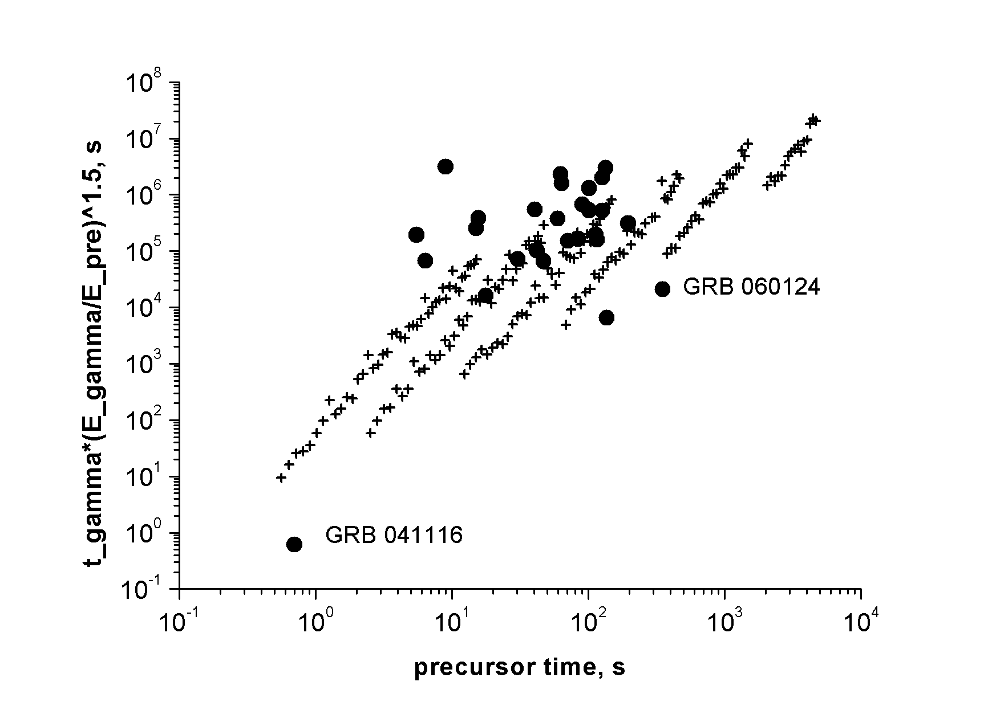 t_gamma*(E_gamma/E_pre)^1.5, s
10^8
10^7
10^6
10^5
10^4
10^3
10^2
10^1
10^0
10^-1
GRB 060124
GRB 041116
10^-1 10^0 10^1 10^2 10^3 10^4
precursor time, s